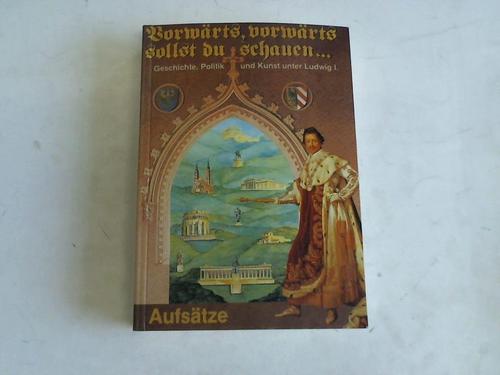 Vorwärts, vorwärts
sollst du schauen...
Geschichte, Politik und Kunst unter Ludwig I.
Aufsätze